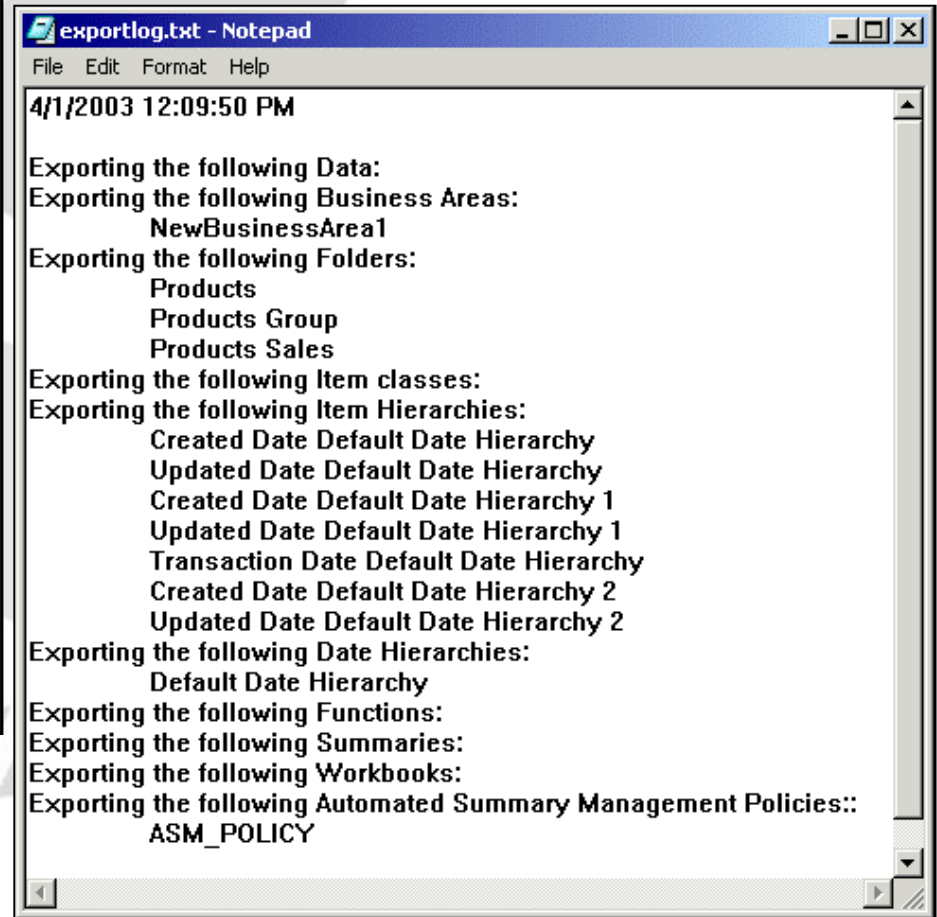 exportlog.txt - Notepad
File Edit Format Help
4/1/2003 12:09:50 PM
Exporting the following Data:
Exporting the following Business Areas:
NewBusinessArea1
Exporting the following Folders:
Products
Products Group
Products Sales
Exporting the following Item classes:
Exporting the following Item Hierarchies:
Created Date Default Date Hierarchy
Updated Date Default Date Hierarchy
Created Date Default Date Hierarchy 1
Updated Date Default Date Hierarchy 1
Transaction Date Default Date Hierarchy
Created Date Default Date Hierarchy 2
Updated Date Default Date Hierarchy 2
Exporting the following Date Hierarchies:
Default Date Hierarchy
Exporting the following Functions:
Exporting the following Summaries:
Exporting the following Workbooks:
Exporting the following Automated Summary Management Policies::
ASM_POLICY